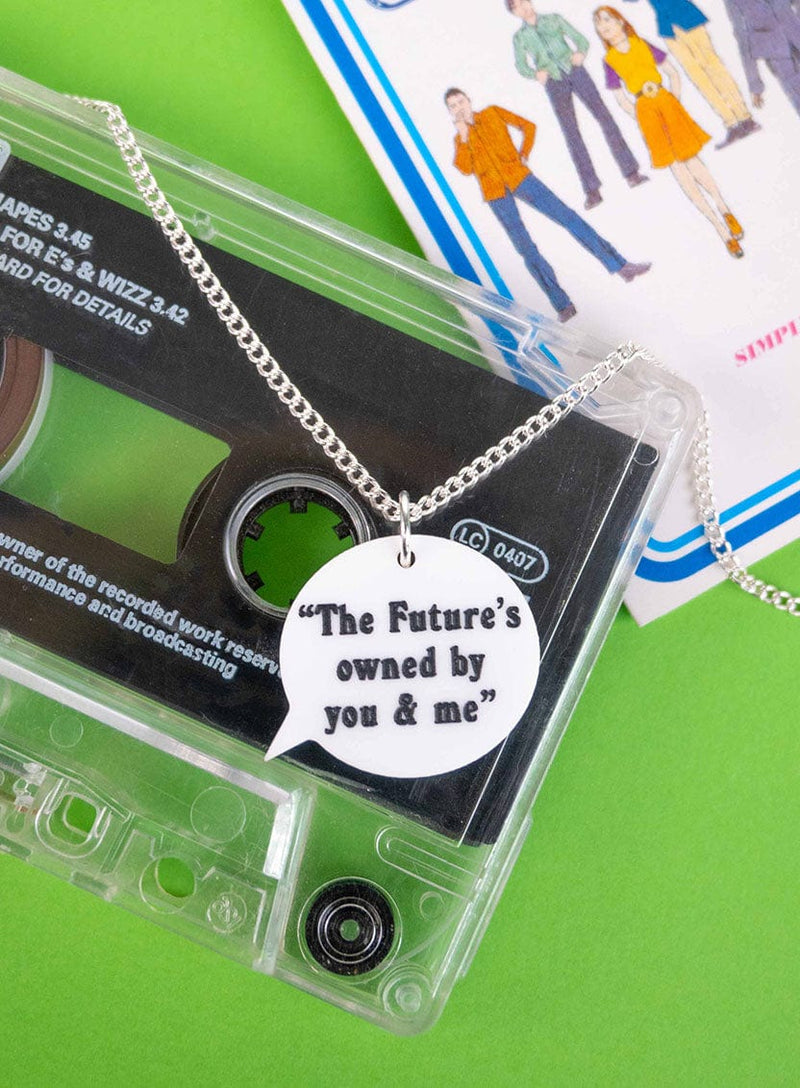 APES 3.45
FOR E's & WIZZ 3.42
ARD FOR DETAILS
SIMPL
LC 0407
wner of the recorded work reserv
rformance and broadcasting
“The Future’s
owned by
you & me”